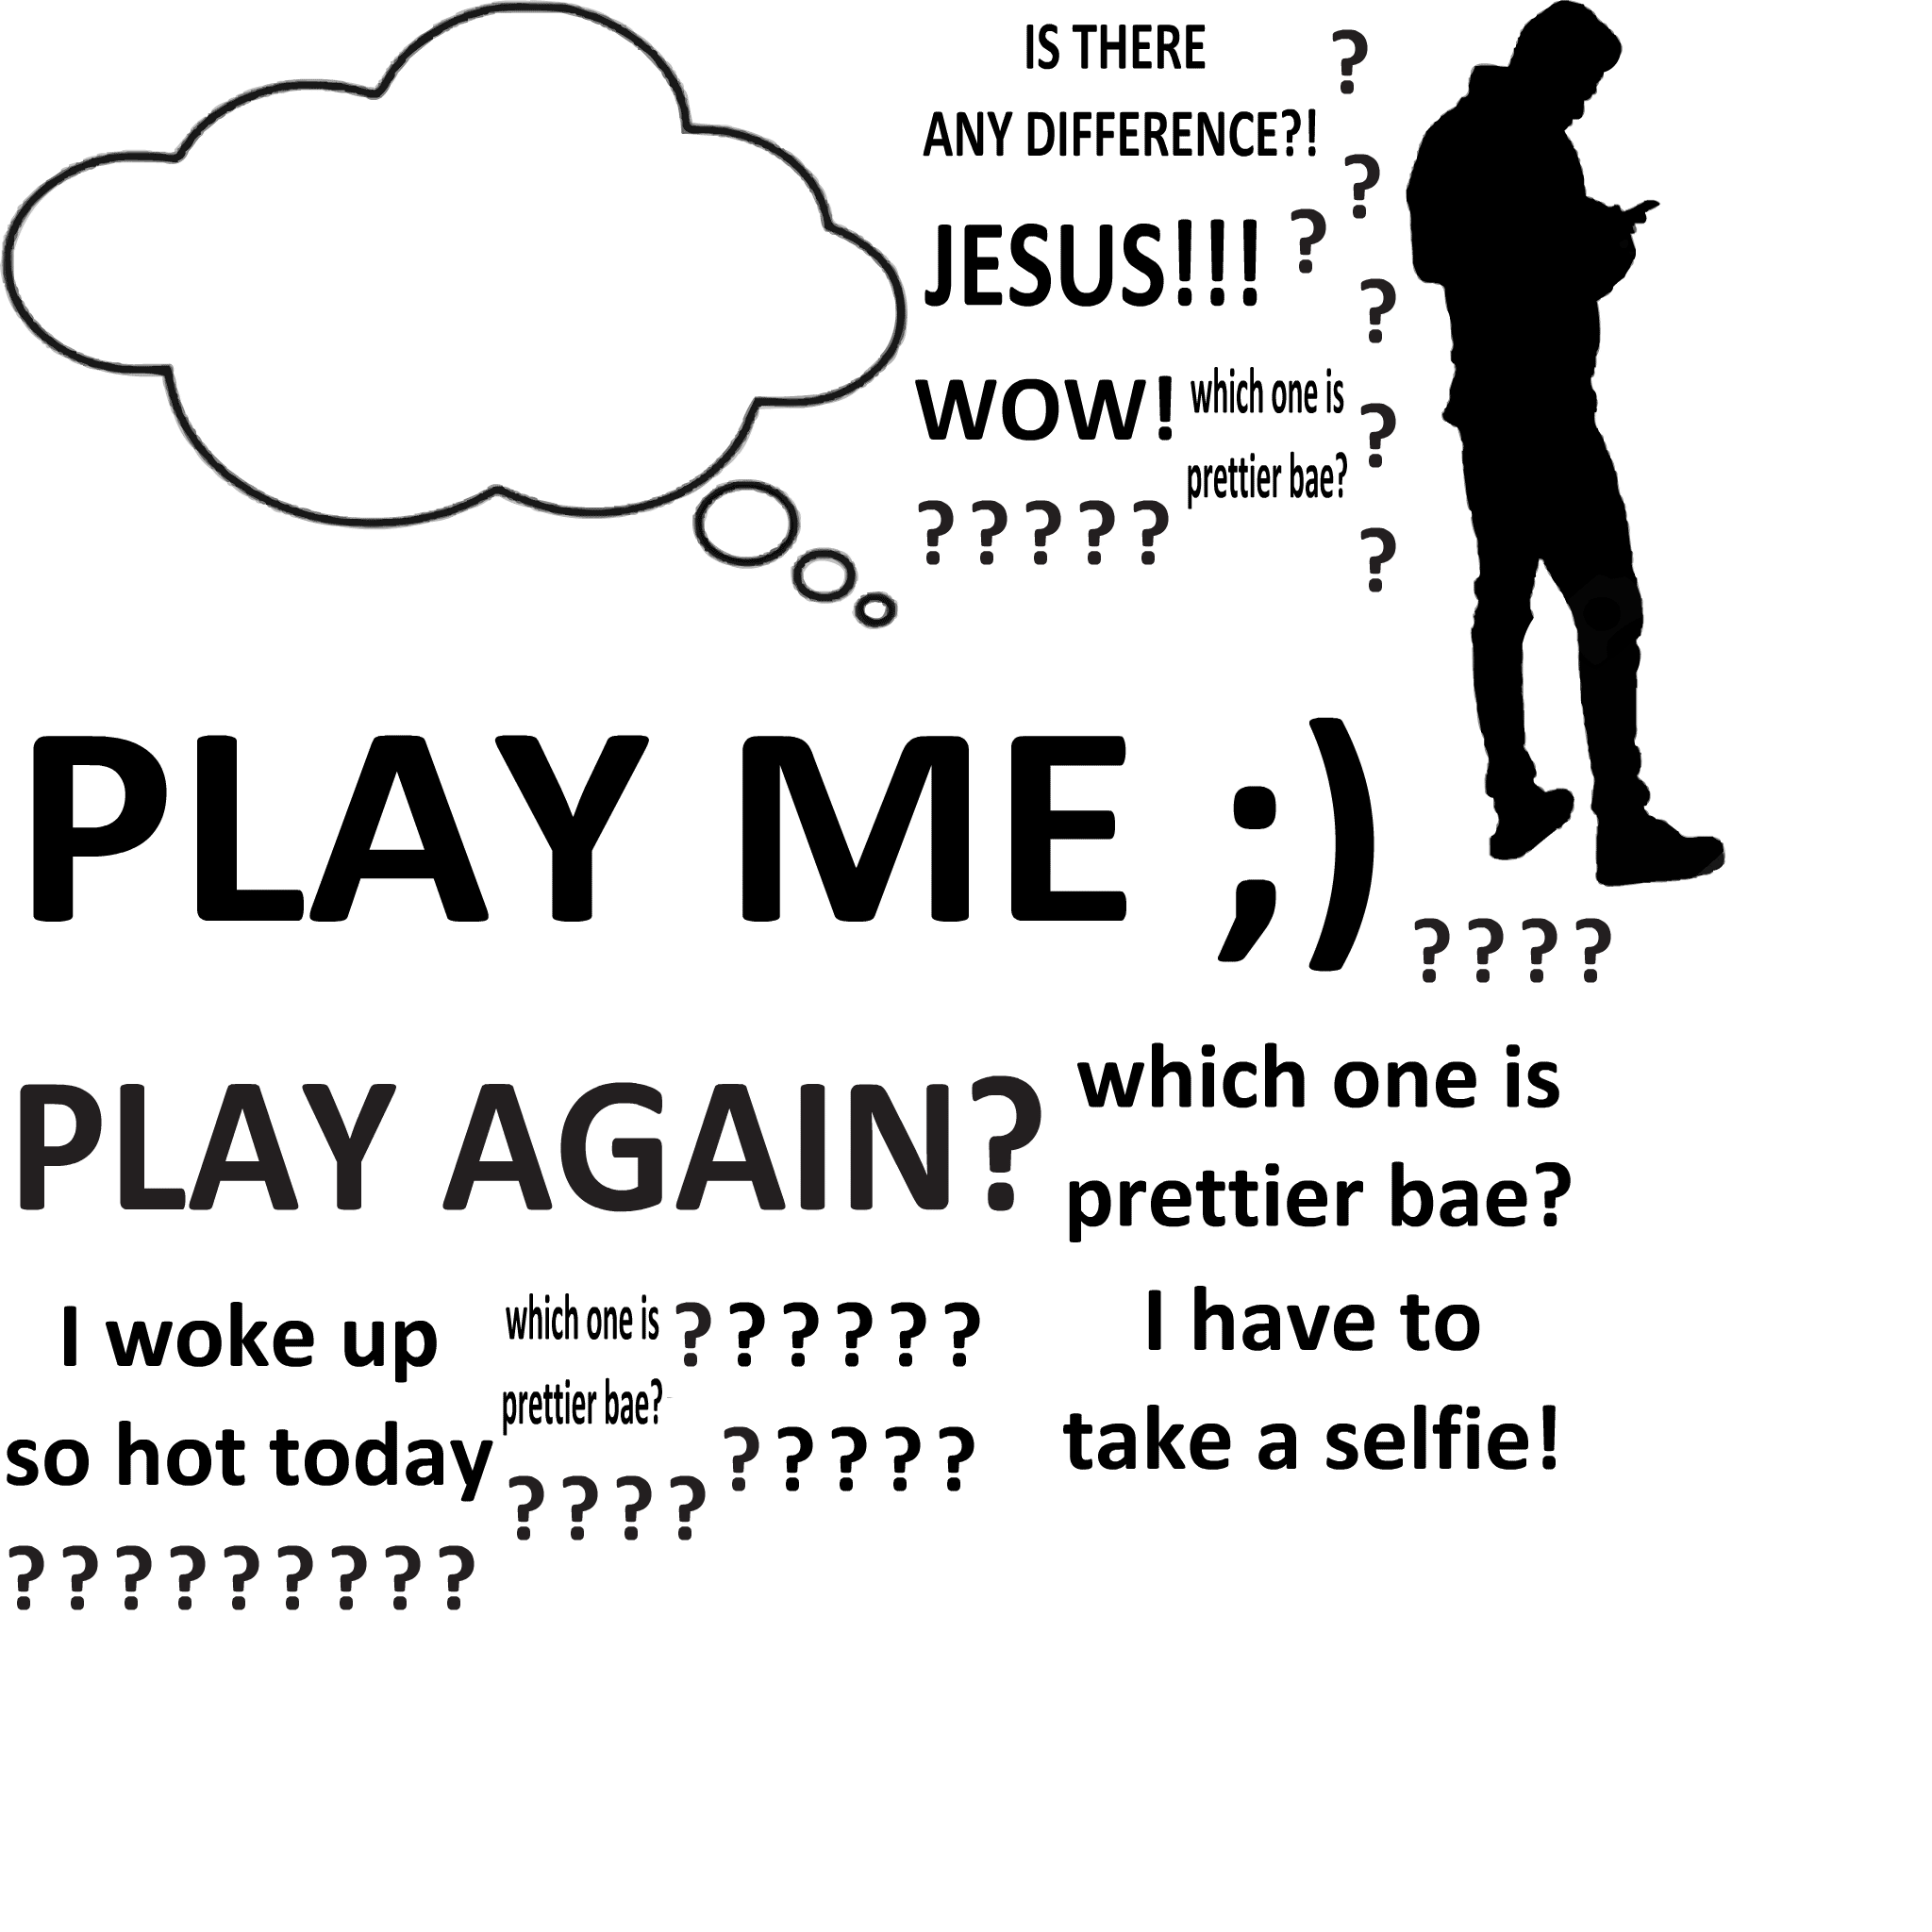 IS THERE
ANY DIFFERENCE?!
?
?
JESUS!!!
?
?
WOW!
which one is
prettier bae?
?
?????
?
PLAY ME ;)
????
PLAY AGAIN?
which one is
prettier bae?
I woke up
so hot today
which one is
prettier bae?
??????
?????
????
?????????
I have to
take a selfie!